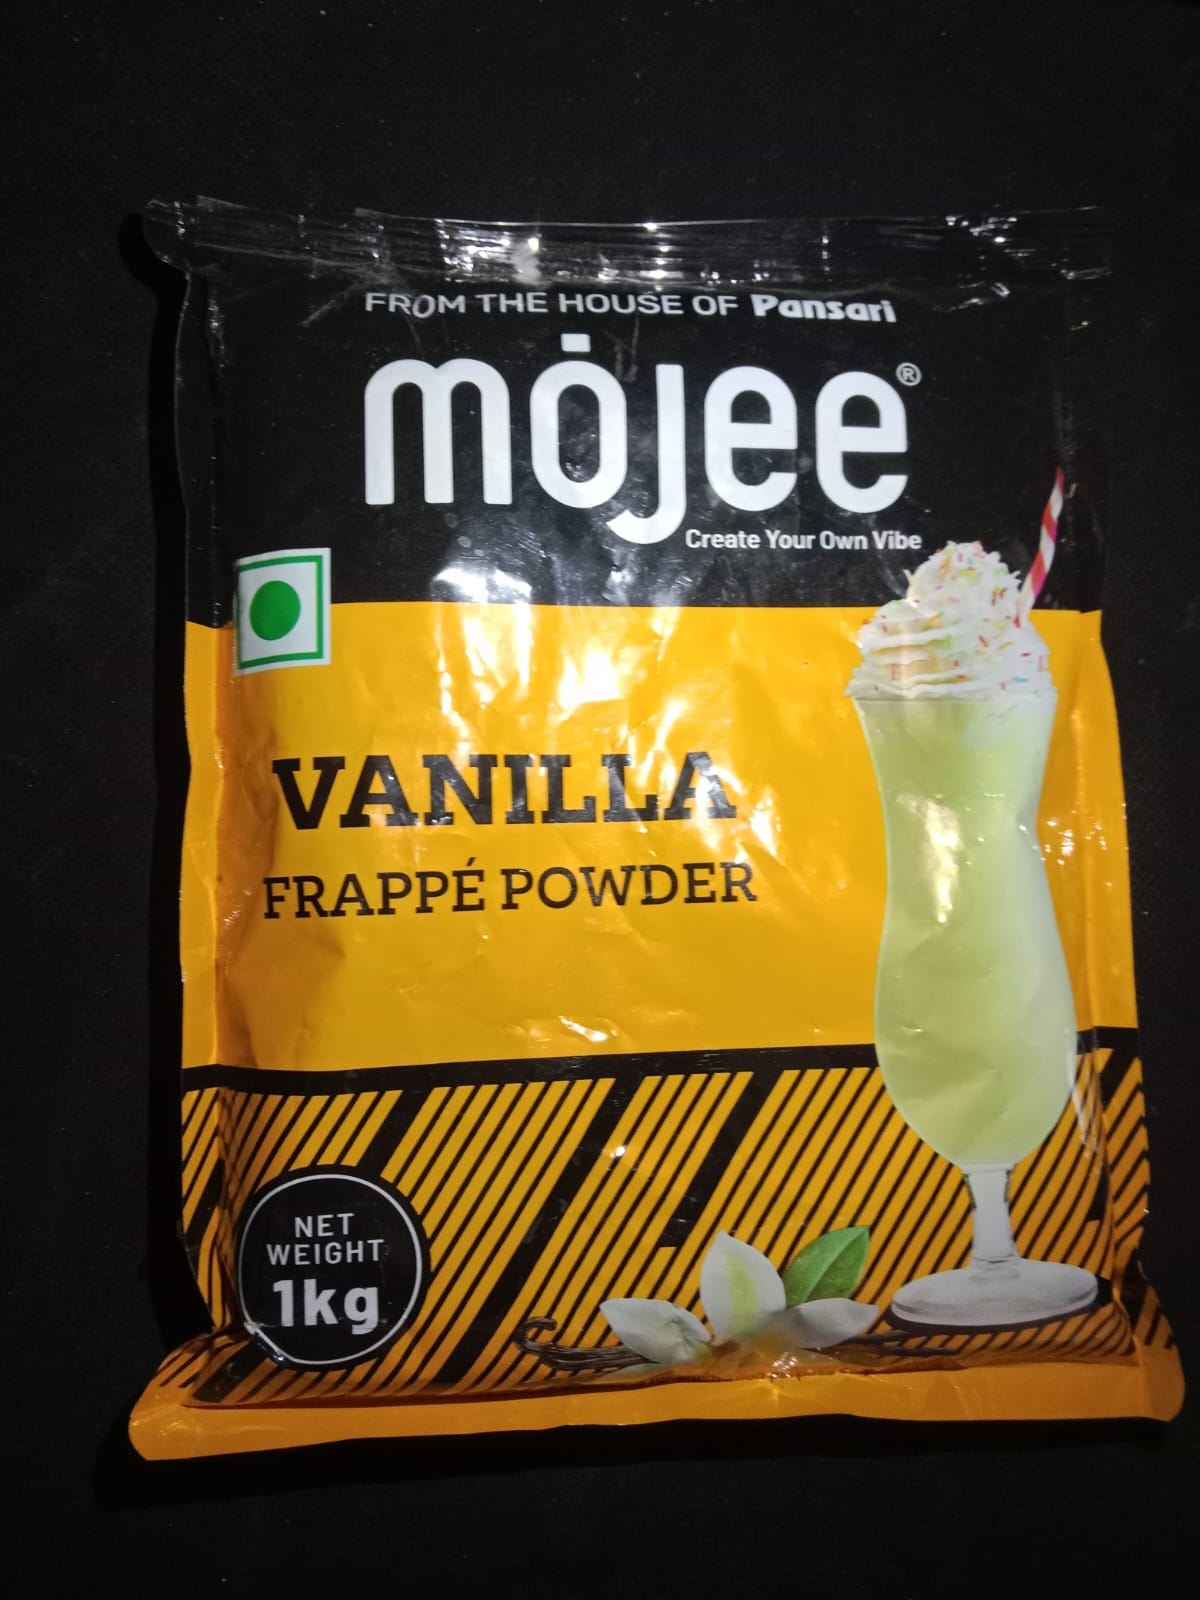 FROM THE HOUSE OF Pansari
mojee®
Create Your Own Vibe
VANILLA
FRAPPÉ POWDER
NET
WEIGHT
1kg